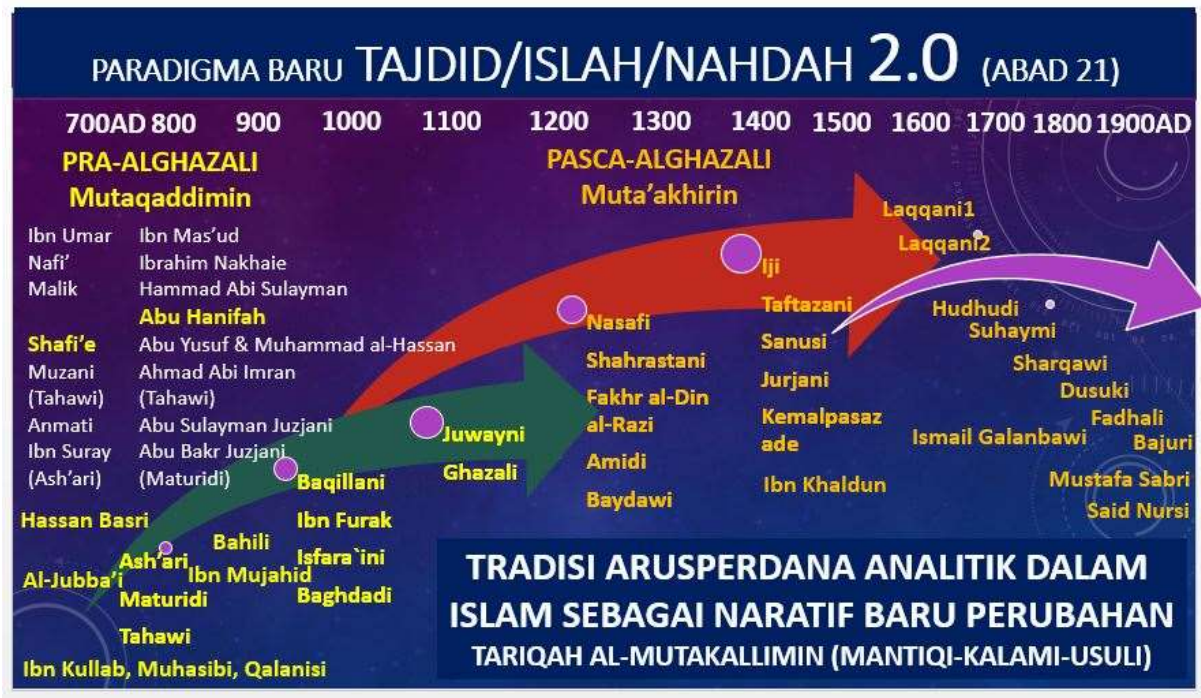 PARADIGMA BARU TAJDID/ISLAH/NAHDAH 2.0 (ABAD 21)
700AD 800 900 1000 1100 1200 1300 1400 1500 1600 1700 1800 1900AD
PRA-ALGHAZALI
Mutaqaddimin
Ibn Umar
Nafi'
Malik
Shafi'e
Muzani
(Tahawi)
Anmati
Ibn Suray
(Ash'ari)
Ibn Mas'ud
Ibrahim Nakhaie
Hammad Abi Sulayman
Abu Hanifah
Abu Yusuf & Muhammad al-Hassan
Ahmad Abi Imran
(Tahawi)
Abu Sulayman Juzjani
Abu Bakr Juzjani
(Maturidi)
Hassan Basri
Al-Jubba'i
Ash'ari
Maturidi
Tahawi
Bahili
Ibn Mujahid
Ibn Kullab, Muhasibi, Qalanisi
Baqillani
Ibn Furak
Isfara`ini
Baghdadi
Juwayni
Ghazali
PASCA-ALGHAZALI
Muta'akhirin
Nasafi
Shahrastani
Fakhr al-Din
al-Razi
Amidi
Baydawi
Iji
Taftazani
Sanusi
Jurjani
Kemalpasaz
ade
Ibn Khaldun
Laqqani1
Laqqani2
Hudhudi
Suhaymi
Sharqawi
Dusuki
Fadhali
Ismail Galanbawi
Bajuri
Mustafa Sabri
Said Nursi
TRADISI ARUSPERDANA ANALITIK DALAM
ISLAM SEBAGAI NARATIF BARU PERUBAHAN
TARIQAH AL-MUTAKALLIMIN (MANTIQI-KALAMI-USULI)